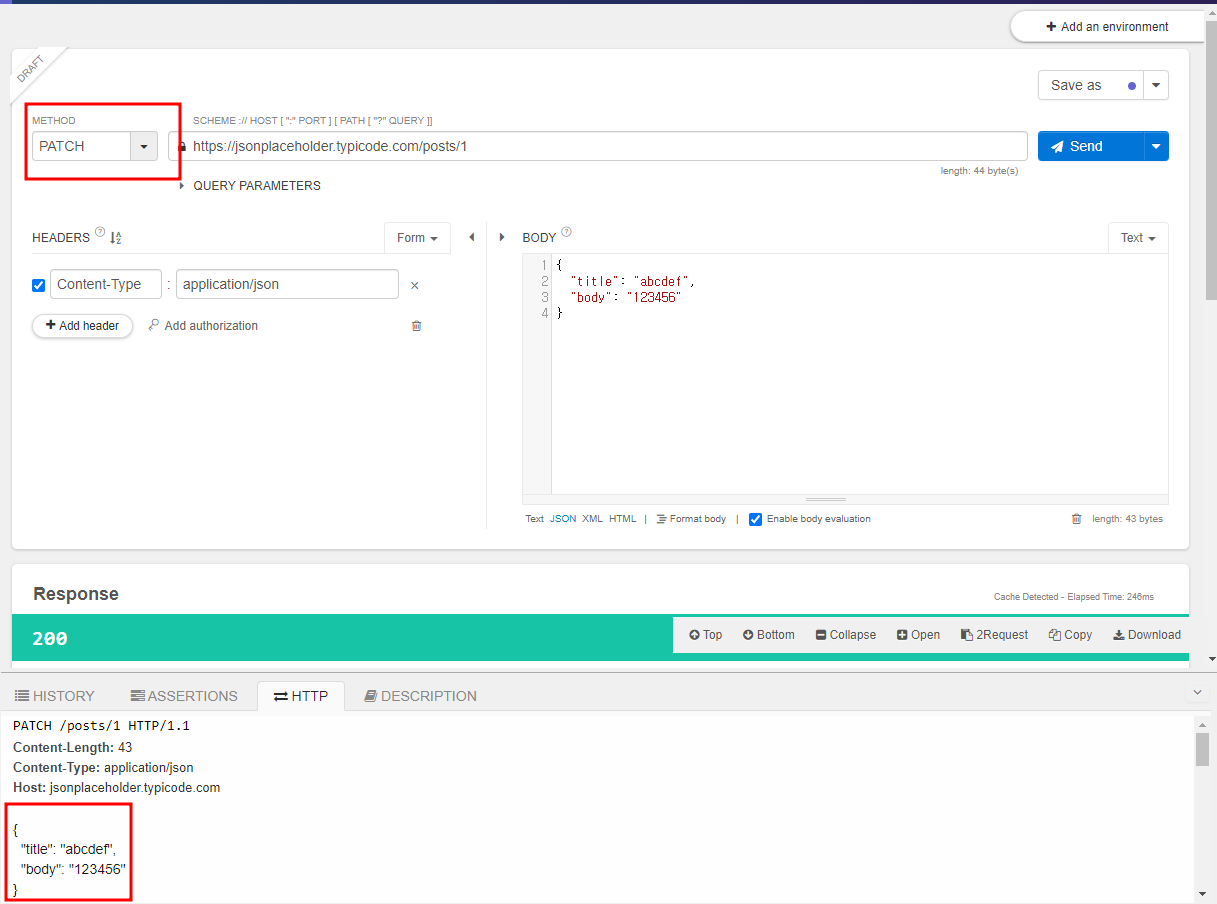 + Add an environment
DRAFT
Save as
METHOD
SCHEME :// HOST [ ":" PORT ] [ PATH [ "?" QUERY ]]
PATCH
https://jsonplaceholder.typicode.com/posts/1
Send
length: 44 byte(s)
QUERY PARAMETERS
HEADERS ? Form
BODY ? Text
Content-Type : application/json ×
+ Add header Add authorization
1 {
2 "title": "abcdef",
3 "body": "123456"
4 }
Text JSON XML HTML | Format body | Enable body evaluation length: 43 bytes
Response
Cache Detected - Elapsed Time: 246ms
200
Top Bottom Collapse Open 2Request Copy Download
HISTORY ASSERTIONS HTTP DESCRIPTION
PATCH /posts/1 HTTP/1.1
Content-Length: 43
Content-Type: application/json
Host: jsonplaceholder.typicode.com
{
"title": "abcdef",
"body": "123456"
}